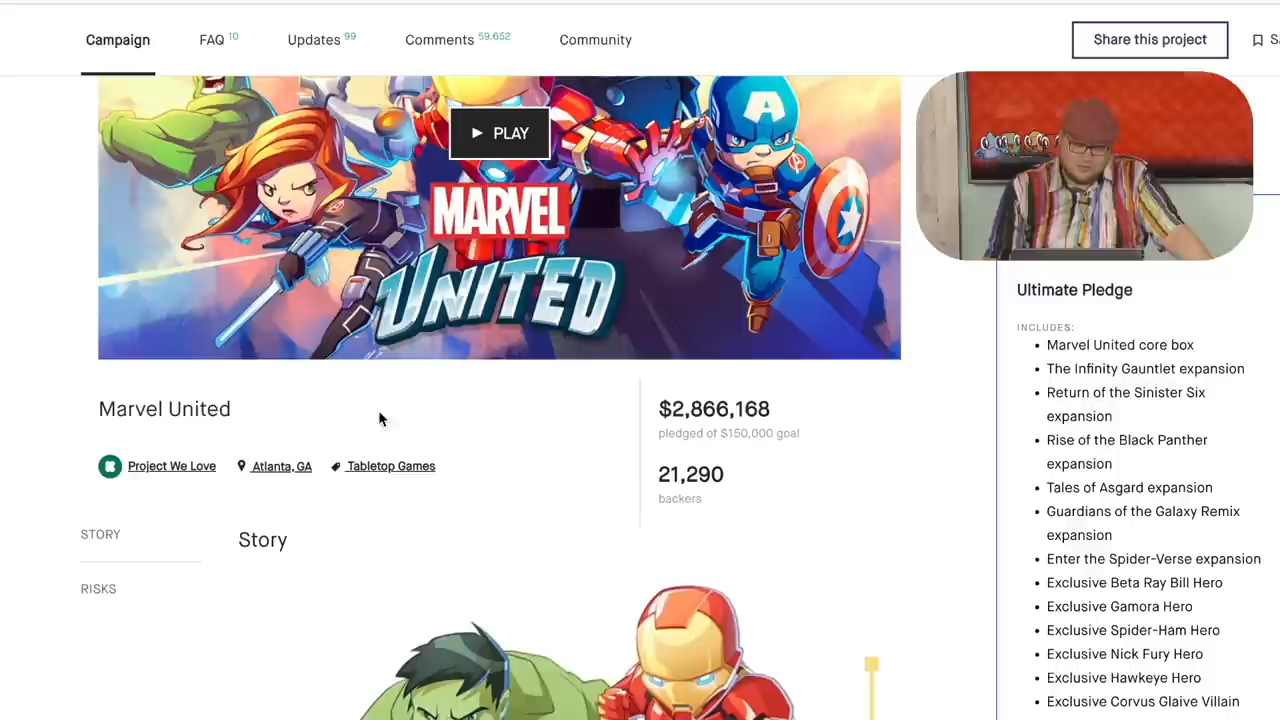 Campaign
FAQ 10
Updates 99
Comments 59,652
Community
Share this project
PLAY
A
MARVEL
UNITED
Marvel United
Project We Love
Atlanta, GA
Tabletop Games
$2,866,168
pledged of $150,000 goal
21,290
backers
STORY
RISKS
Story
Ultimate Pledge
INCLUDES:
• Marvel United core box
• The Infinity Gauntlet expansion
• Return of the Sinister Six
expansion
• Rise of the Black Panther
expansion
• Tales of Asgard expansion
• Guardians of the Galaxy Remix
expansion
• Enter the Spider-Verse expansion
• Exclusive Beta Ray Bill Hero
• Exclusive Gamora Hero
• Exclusive Spider-Ham Hero
• Exclusive Nick Fury Hero
• Exclusive Hawkeye Hero
• Exclusive Corvus Glaive Villain